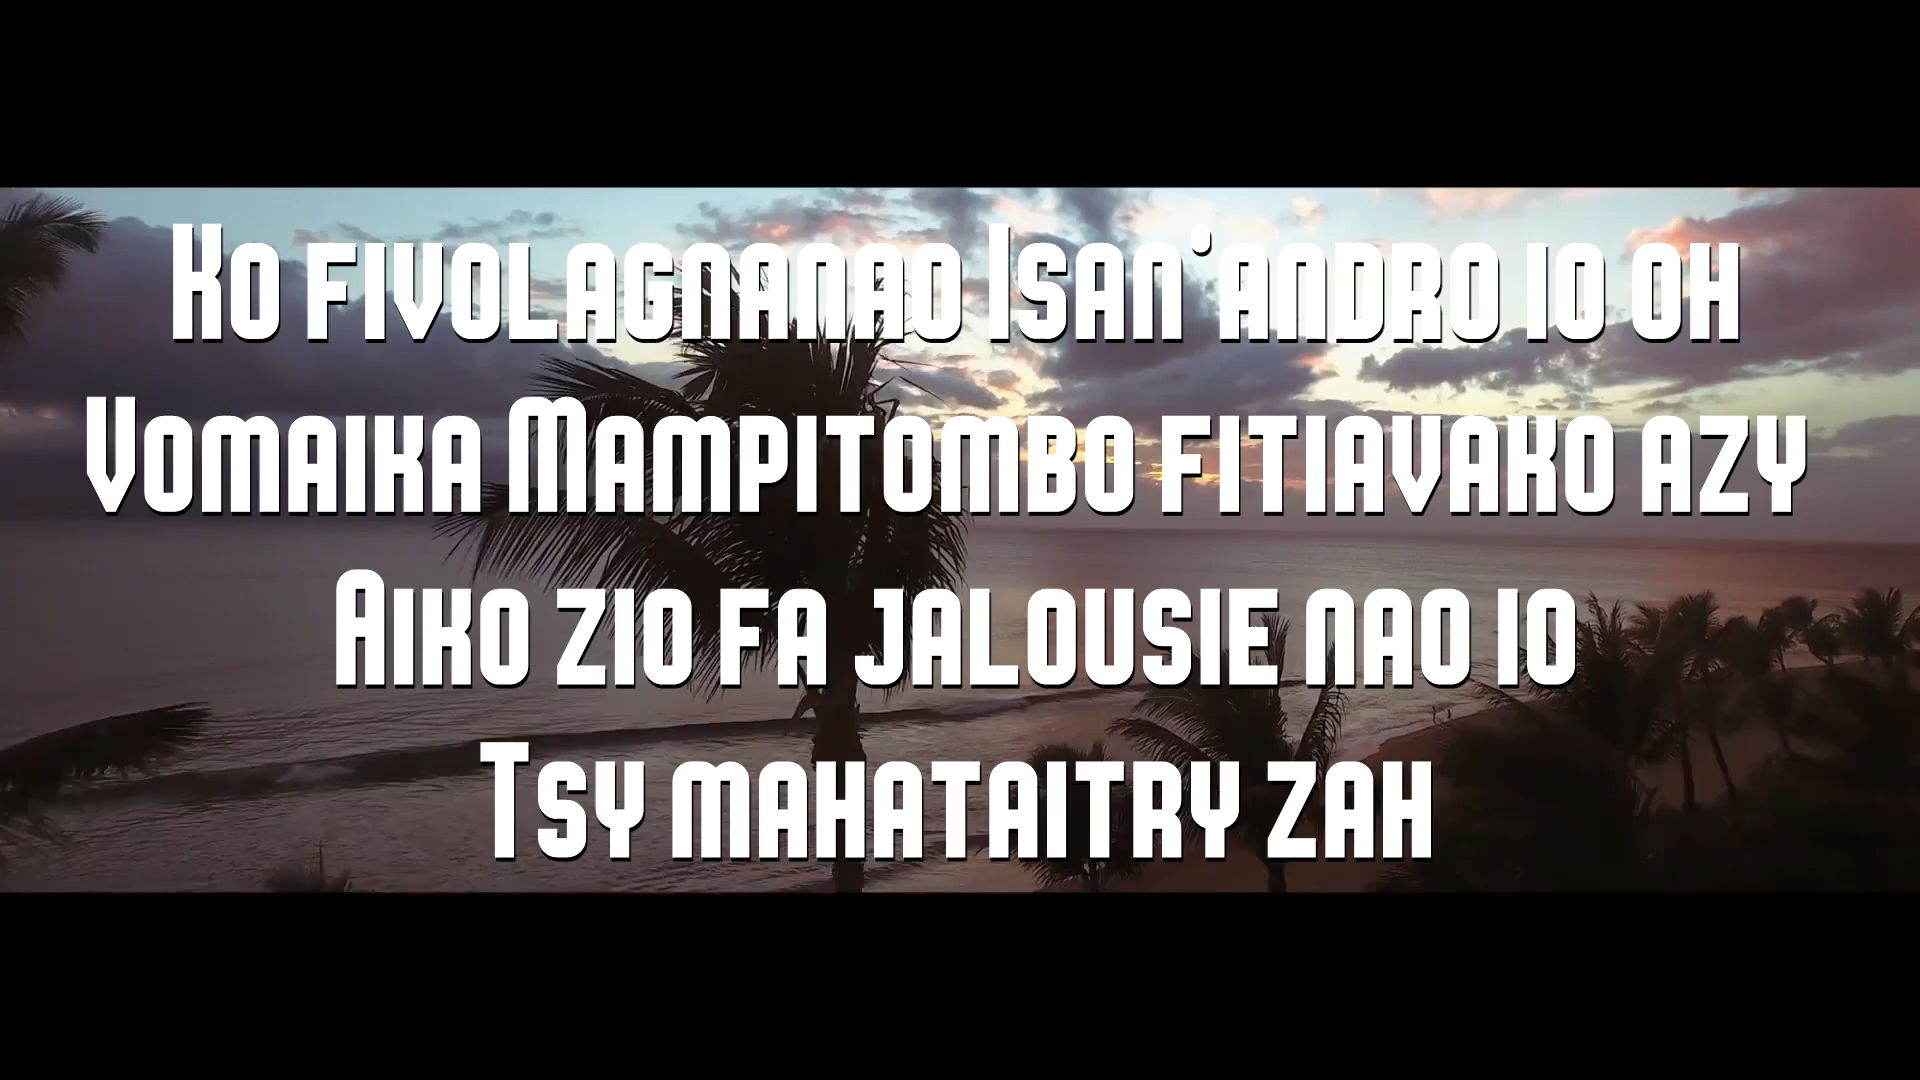 Ko fivolagnanao Isan'andro io oh
Vomaika Mampitombo fitiavako azy
Aiko zio fa jalousie nao io
Tsy mahataitry zah